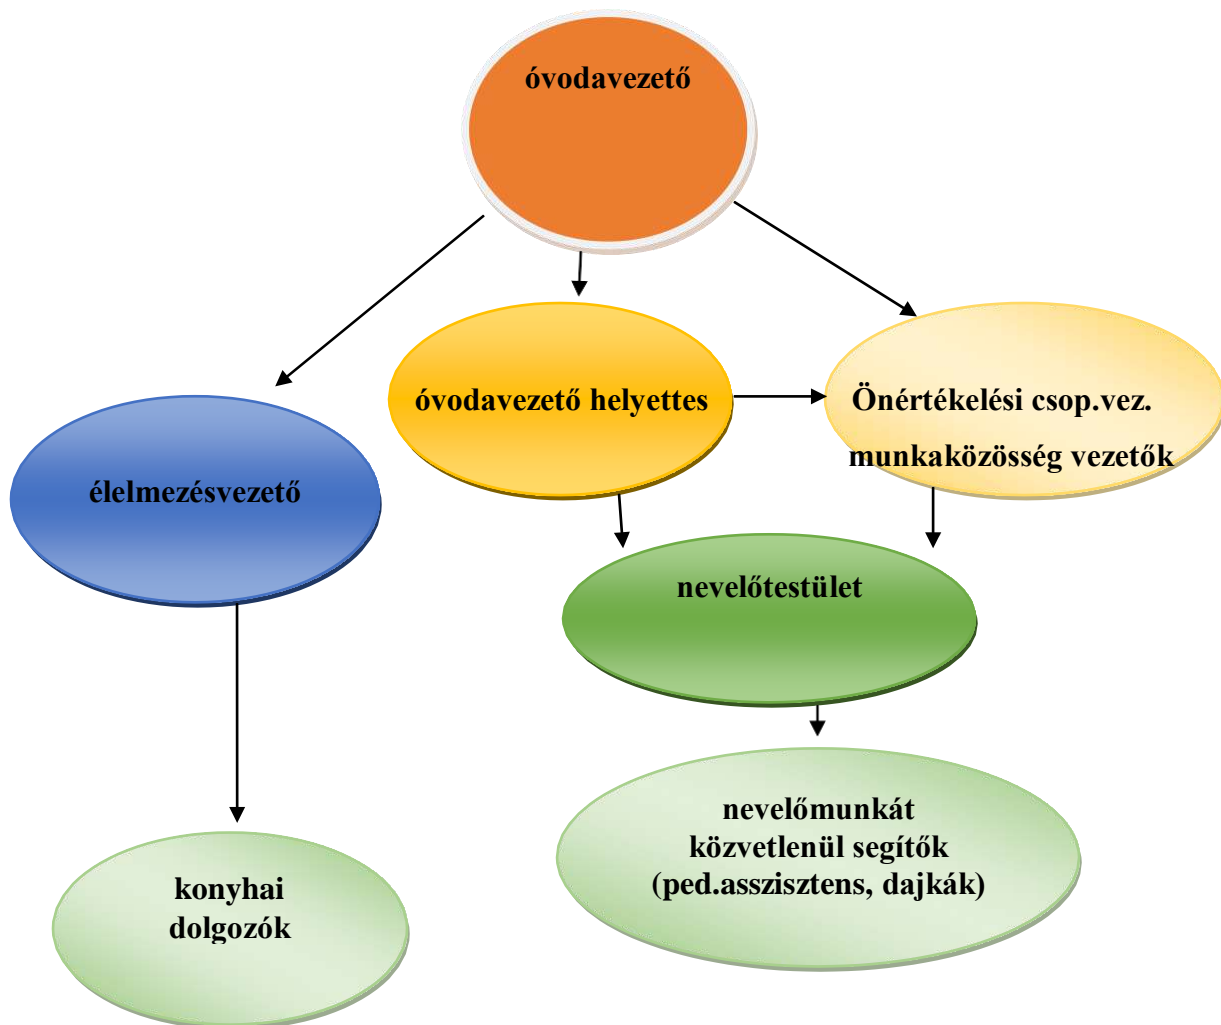 óvodavezető
óvodavezető helyettes
Önértékelési csop.vez.
munkaközösség vezetők
élelmezésvezető
nevelőtestület
nevelőmunkát
közvetlenül segítők
(ped.asszisztens, dajkák)
konyhai
dolgozók